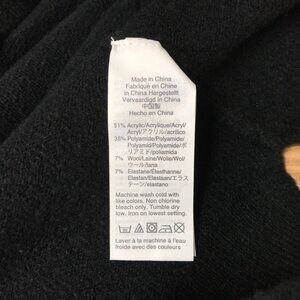 Made in China
Fabriqué en Chine
in China Hergestellt
Vervaardigd in China
中国製
Hecho en China
51% Acrylic/Acrylique/Acryl/
Acryl/アクリル/acrílico
35% Polyamide/Polyamide/
Polyamid/Polyamide/ポ
リアミド/poliamida
7% Wool/Laine/Wolle/Wol/
ウール/lana
7% Elastane/Elasthanne/
Elastan/Elastaan/エラス
テーン/elastano
Machine wash cold with
like colors. Non chlorine
bleach only. Tumble dry
low. Iron on lowest setting.
Laver à la machine à l'eau
froide avec des couleurs